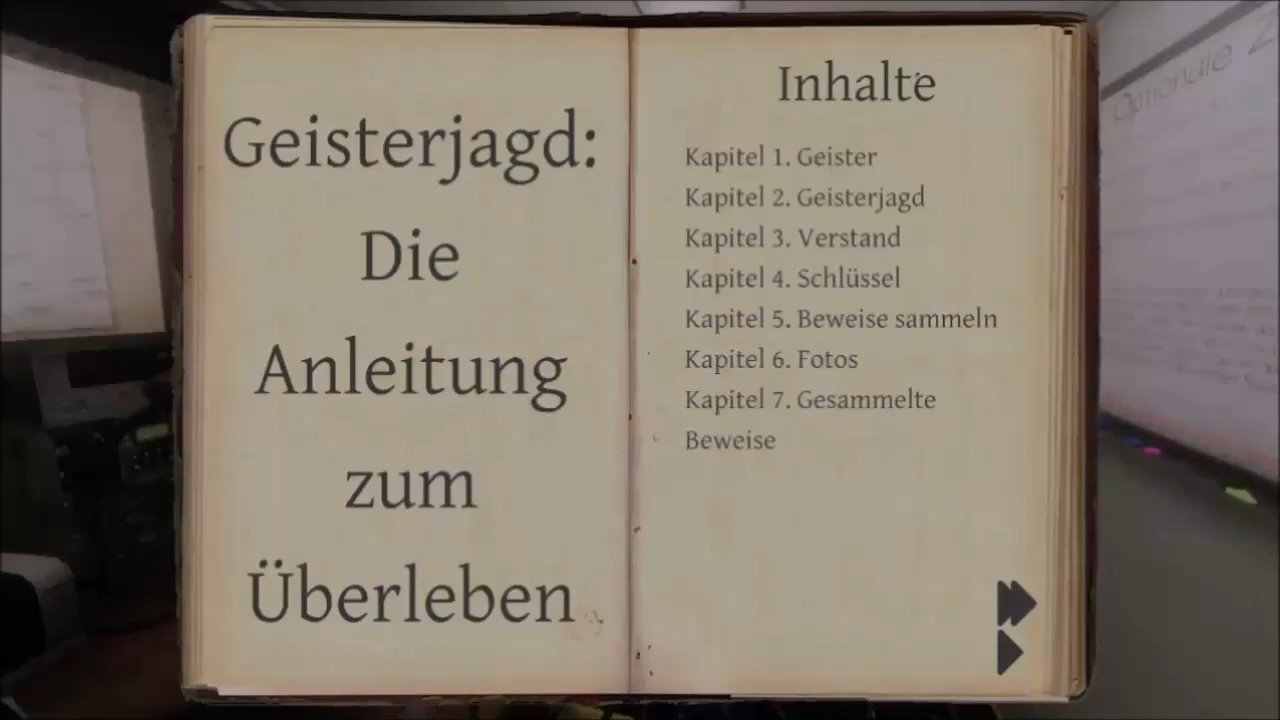 Geisterjagd:
Die
Anleitung
zum
Überleben
Inhalte
Kapitel 1. Geister
Kapitel 2. Geisterjagd
Kapitel 3. Verstand
Kapitel 4. Schlüssel
Kapitel 5. Beweise sammeln
Kapitel 6. Fotos
Kapitel 7. Gesammelte
Beweise
Optionale